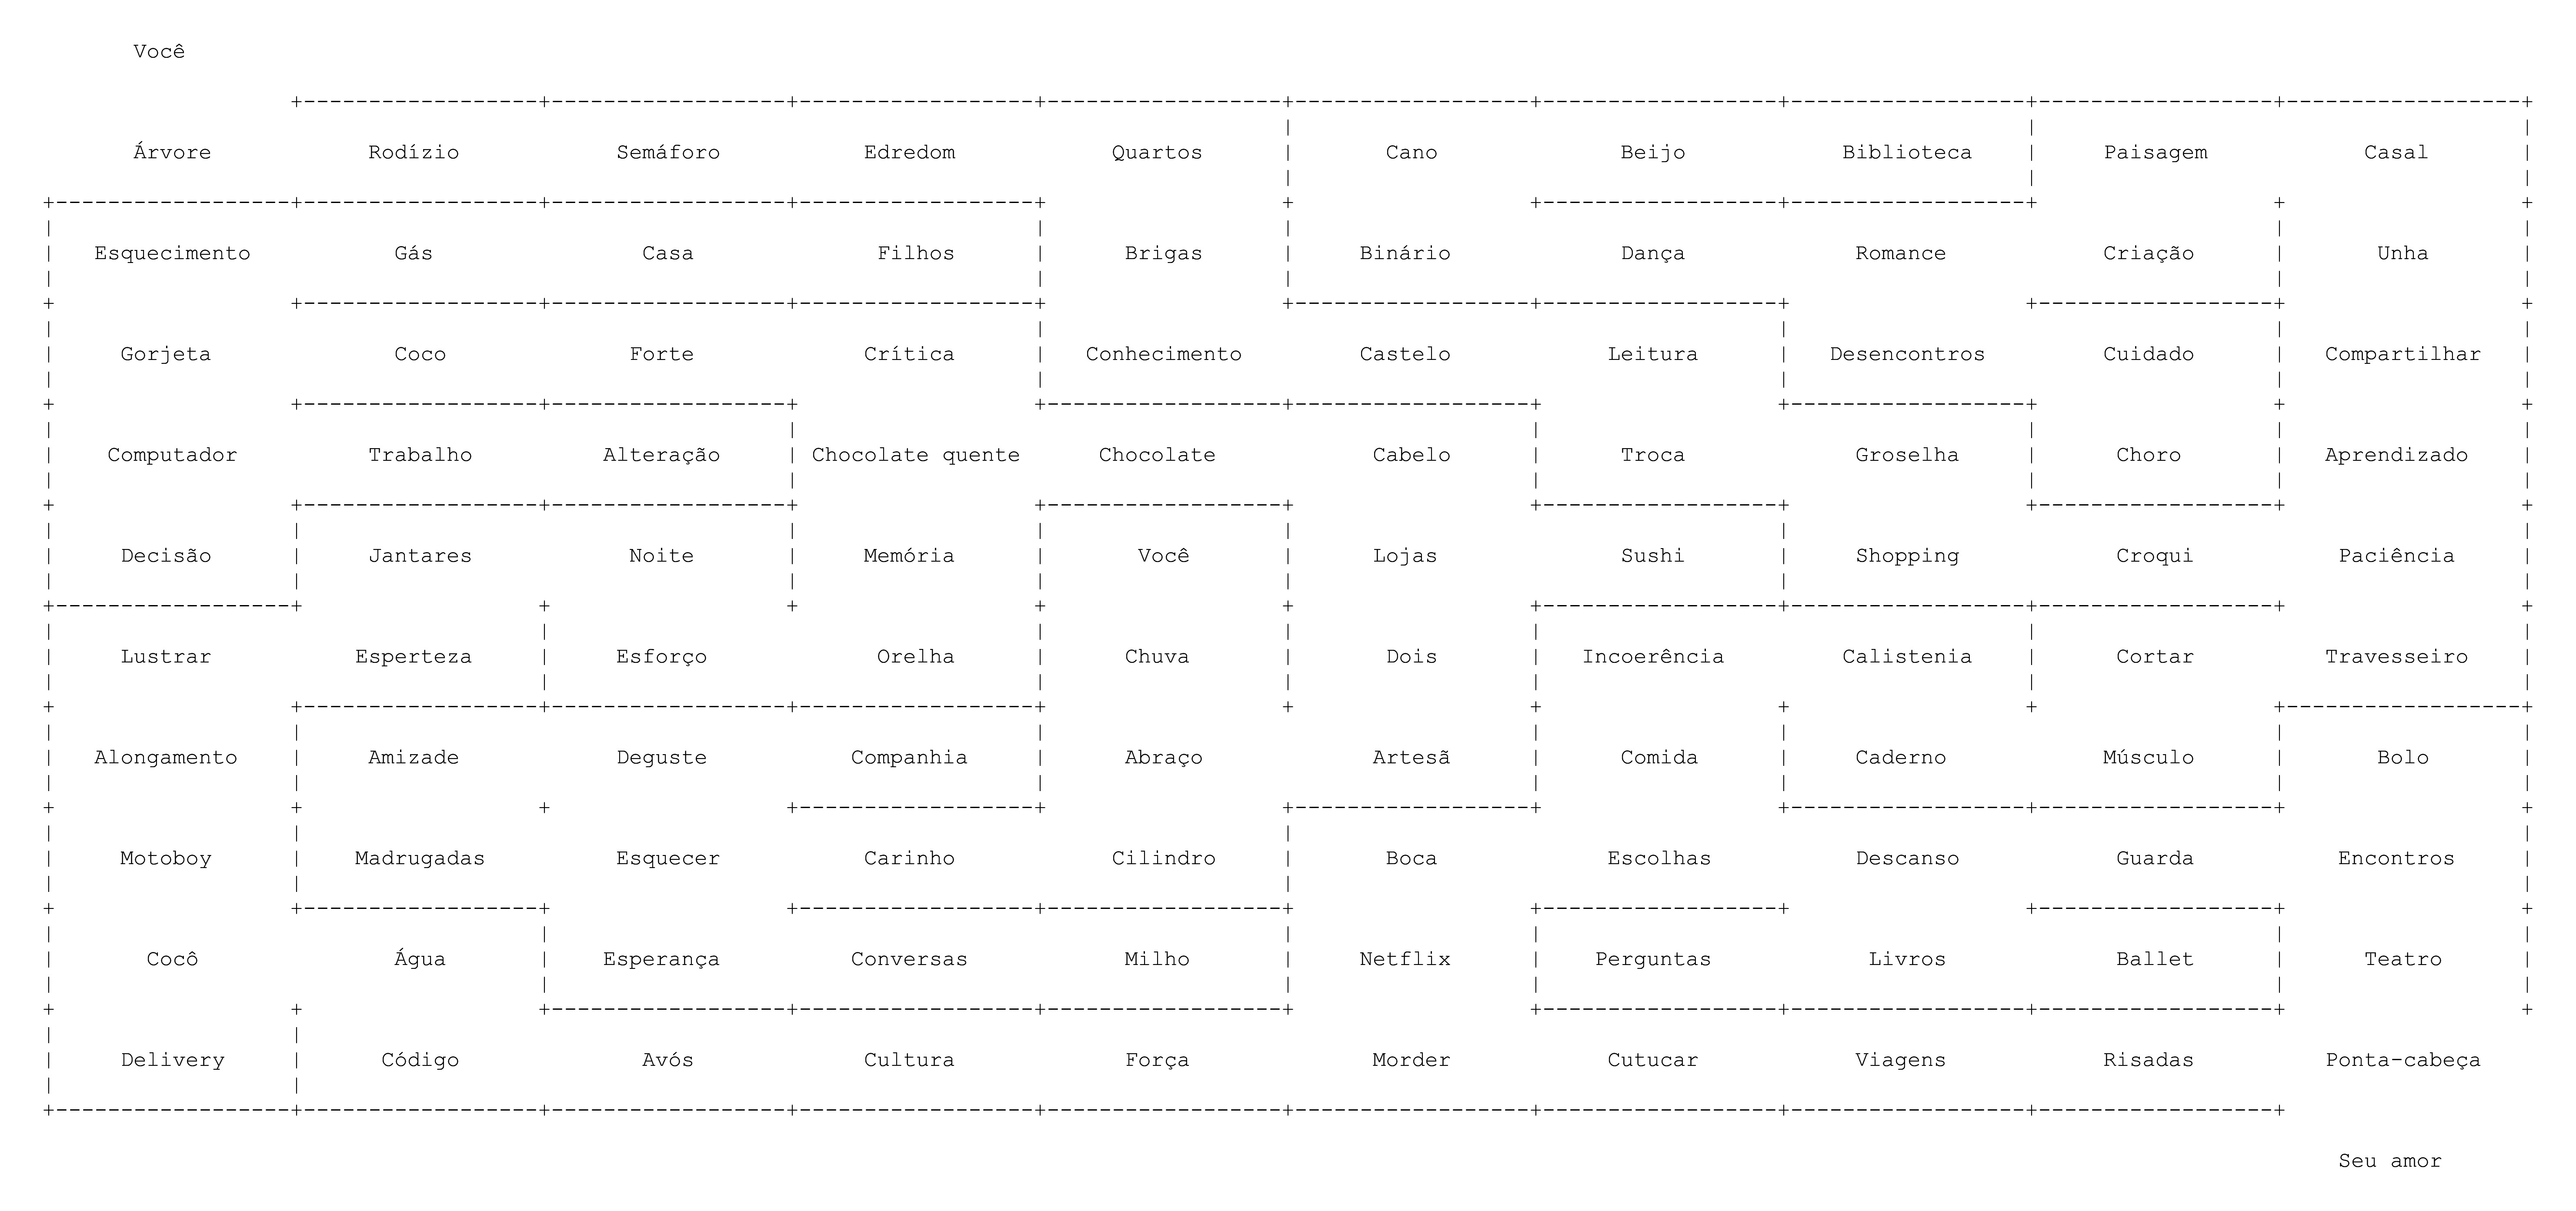 Você
Árvore Rodízio Semáforo Edredom Quartos Cano Beijo Biblioteca Paisagem Casal
Esquecimento Gás Casa Filhos Brigas Binário Dança Romance Criação Unha
Gorjeta Coco Forte Crítica Conhecimento Castelo Leitura Desencontros Cuidado Compartilhar
Computador Trabalho Alteração Chocolate quente Chocolate Cabelo Troca Groselha Choro Aprendizado
Decisão Jantares Noite Memória Você Lojas Sushi Shopping Croqui Paciência
Lustrar Esperteza Esforço Orelha Chuva Dois Incoerência Calistenia Cortar Travesseiro
Alongamento Amizade Deguste Companhia Abraço Artesã Comida Caderno Músculo Bolo
Motoboy Madrugadas Esquecer Carinho Cilindro Boca Escolhas Descanso Guarda Encontros
Cocô Água Esperança Conversas Milho Netflix Perguntas Livros Ballet Teatro
Delivery Código Avós Cultura Força Morder Cutucar Viagens Risadas Ponta-cabeça
Seu amor